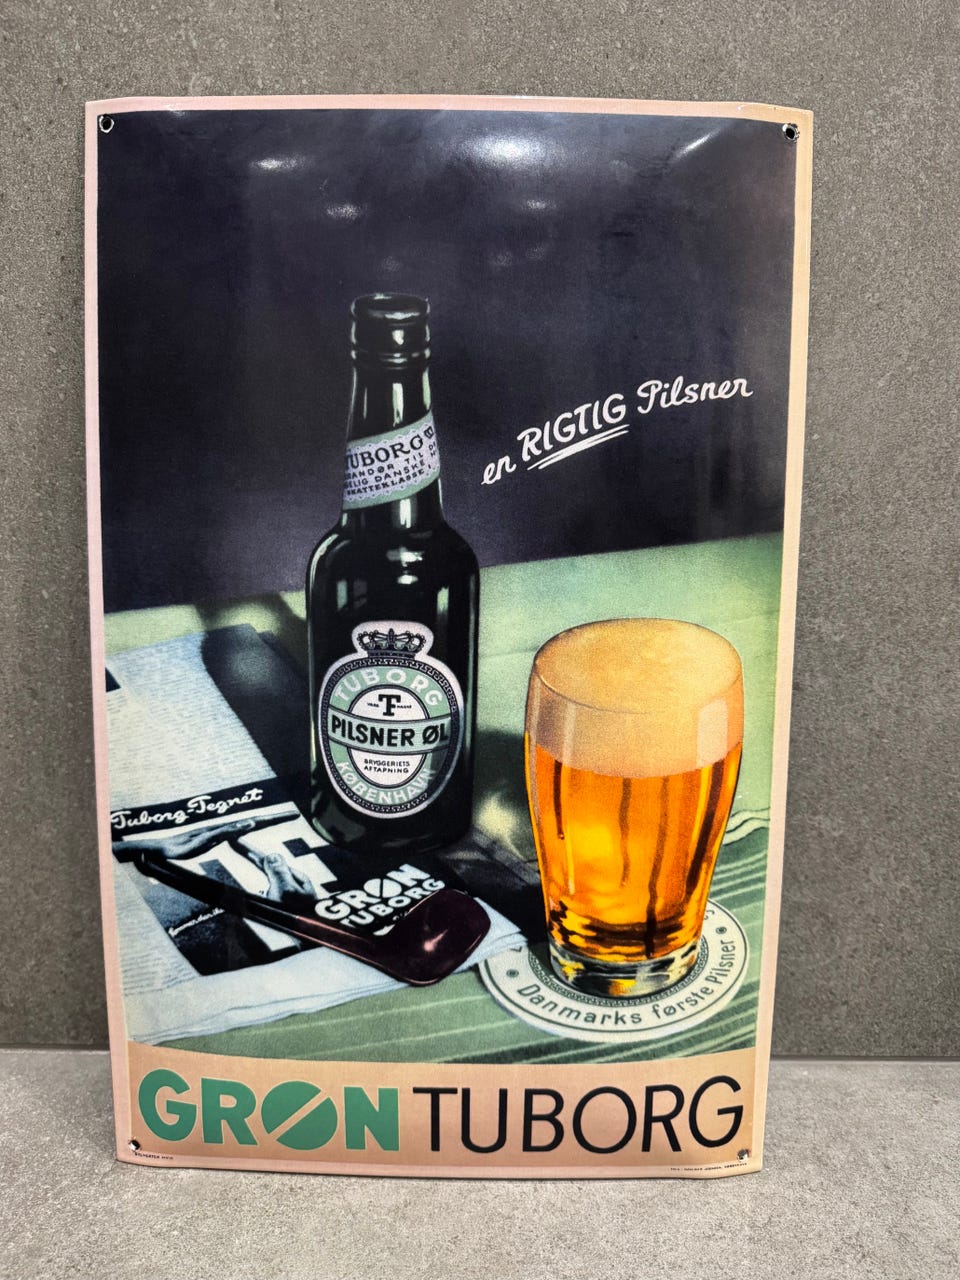 en RIGTIG Pilsner
TUBORG
SKATTEKLASSE
TUBORG
T
PILSNER ØL
BRYGGERIETS
AFTAPNING
KØBENHAVN
Tuborg-Tegnet
GRØN
TUBORG
Danmarks første Pilsner
GRØN TUBORG